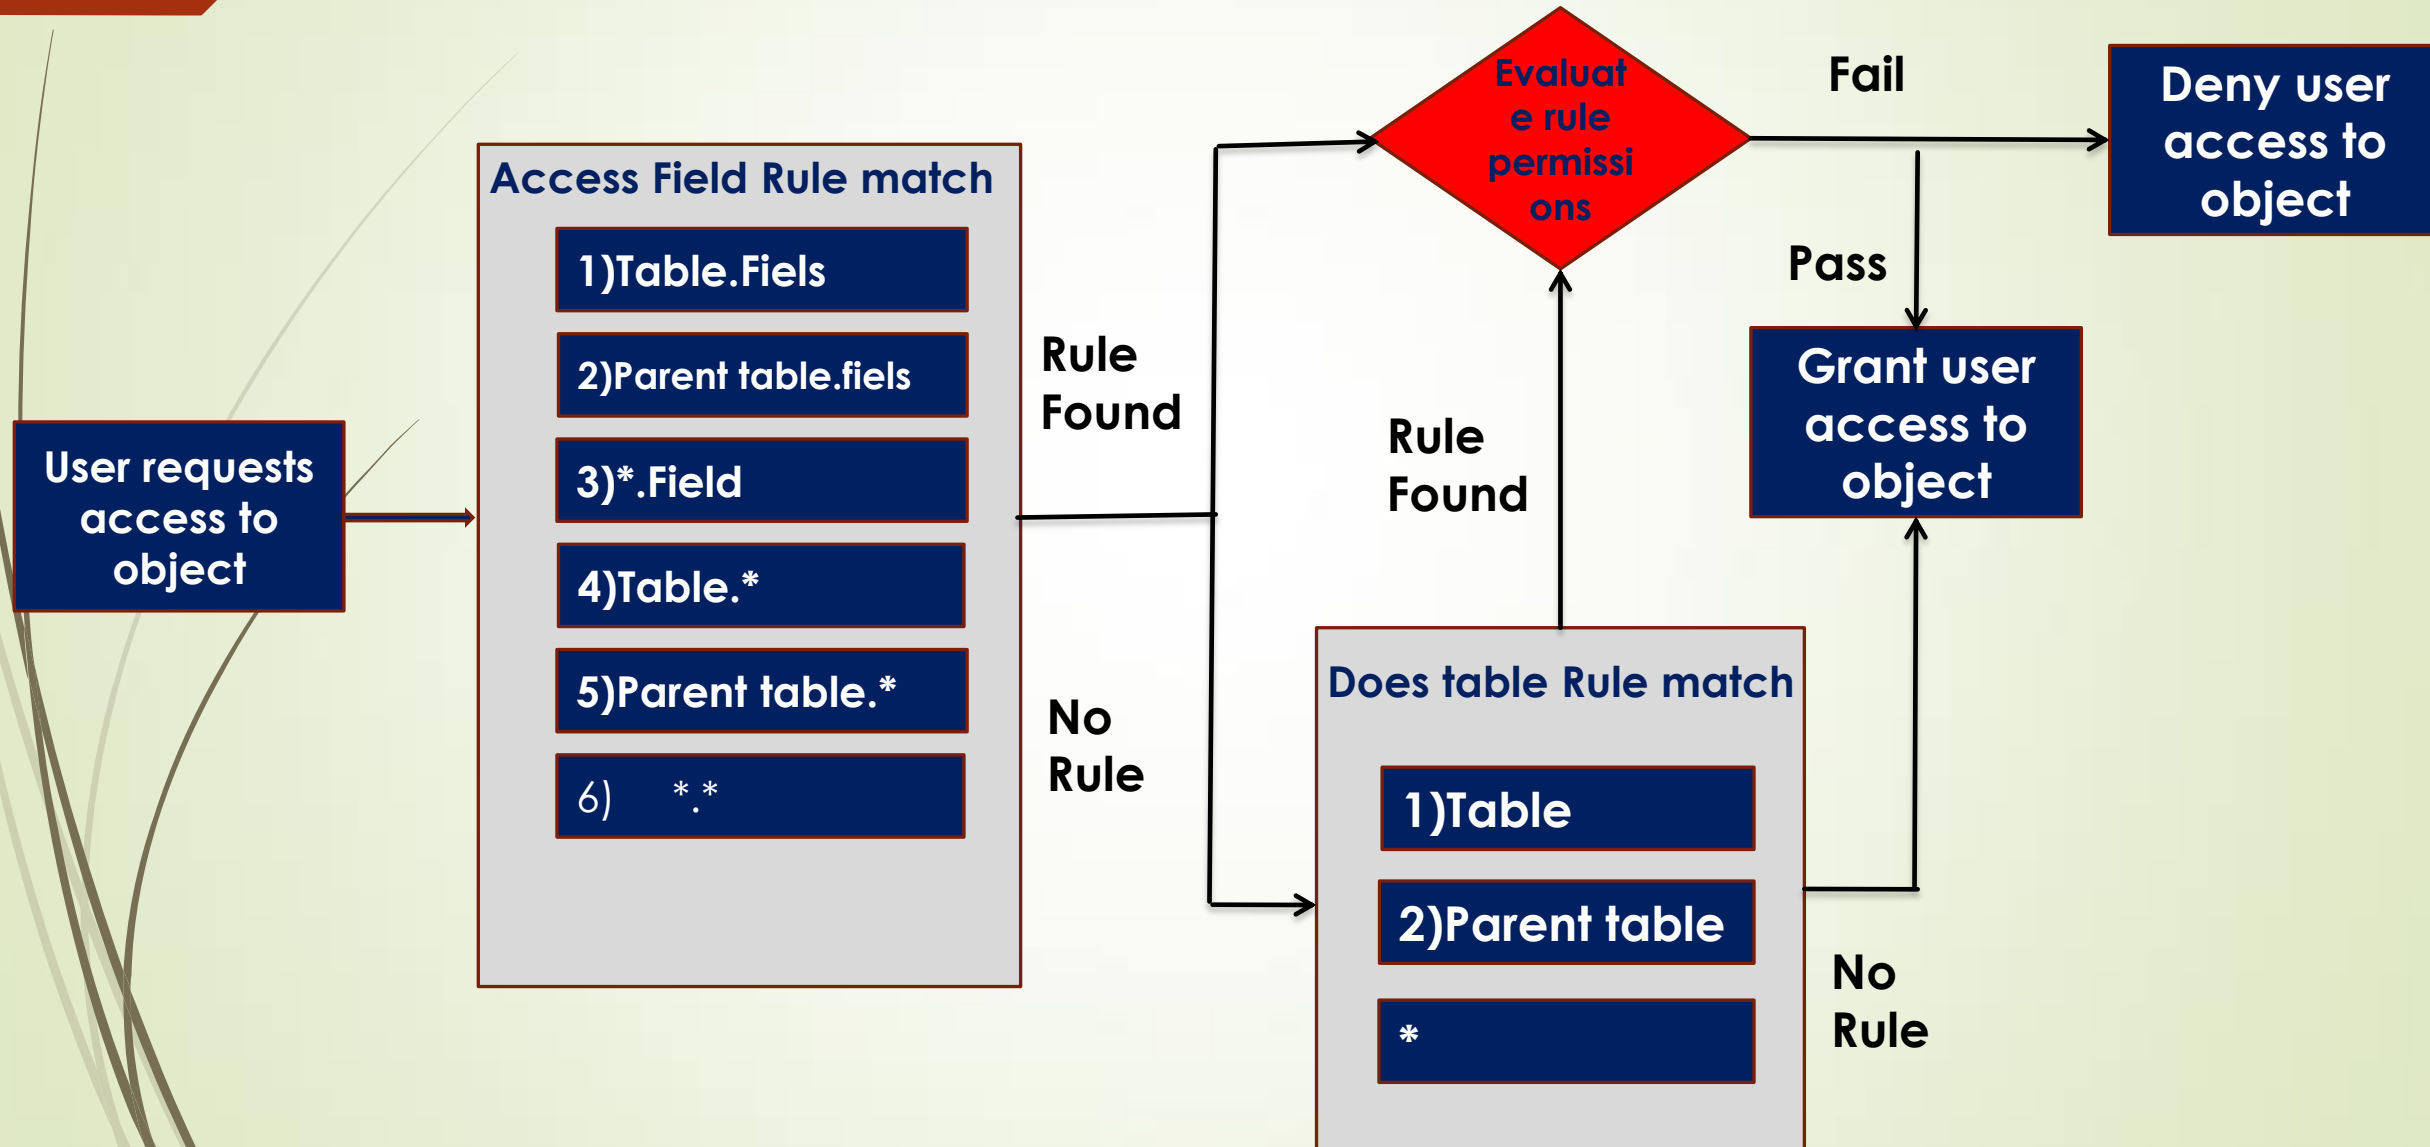 User requests
access to
object
Access Field Rule match
1)Table.Fiels
2)Parent table.fiels
3)*.Field
4)Table.*
5)Parent table.*
6) *.*
Rule
Found
No
Rule
Evaluat
e rule
permissi
ons
Fail
Deny user
access to
object
Pass
Grant user
access to
object
Rule
Found
Does table Rule match
1)Table
2)Parent table
*
No
Rule